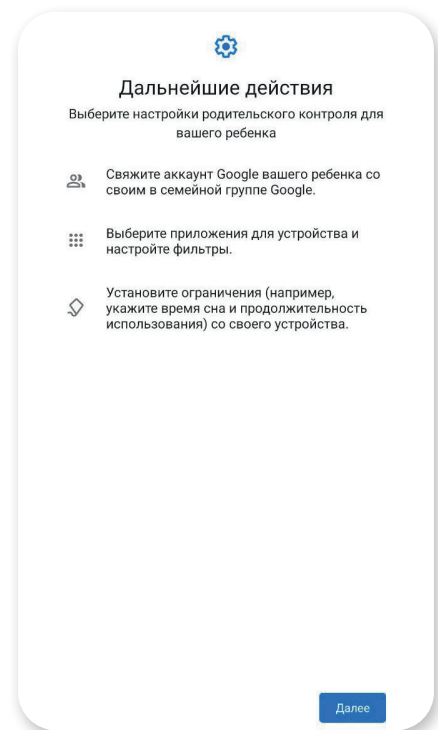 Дальнейшие действия
Выберите настройки родительского контроля для
вашего ребенка
Свяжите аккаунт Google вашего ребенка со
своим в семейной группе Google.
Выберите приложения для устройства и
настройте фильтры.
Установите ограничения (например,
укажите время сна и продолжительность
использования) со своего устройства.
Далее